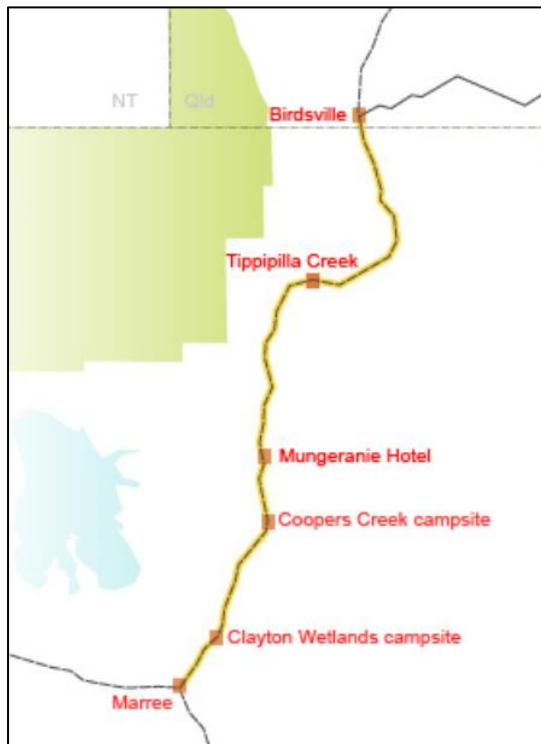 NT Qld
Birdsville
Tippipilla Creek
Mungeranie Hotel
Coopers Creek campsite
Clayton Wetlands campsite
Marree